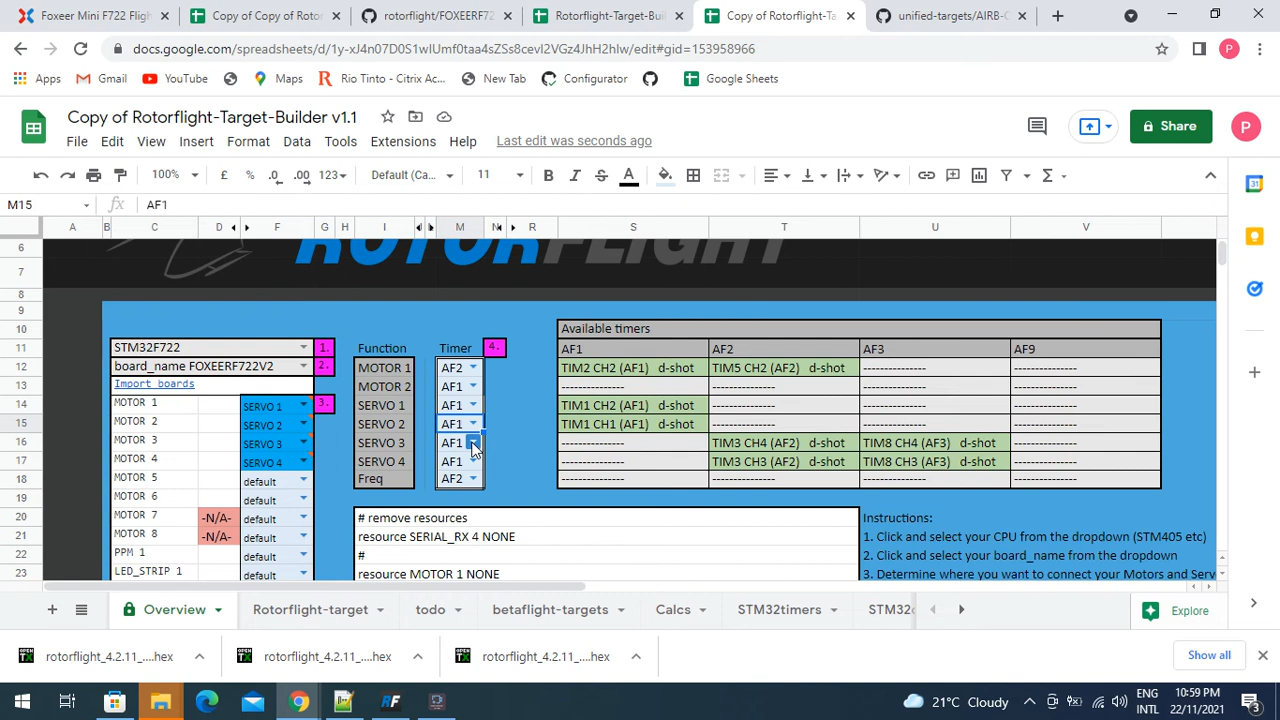 Foxeer Mini F722 Flight
Copy of Copy of Rotorf
rotorflight/FOXEERF72
Rotorflight-Target-Buil
Copy of Rotorflight-Ta
unified-targets/AIRB-C
docs.google.com/spreadsheets/d/1y-xJ4n07D0S1wIUmf0taa4sZSs8cevI2VGz4JhH2hIw/edit#gid=153958966
P
Apps Gmail YouTube Maps Rio Tinto - Citrix Ac... New Tab Configurator Google Sheets
Copy of Rotorflight-Target-Builder v1.1
Share
P
File Edit View Insert Format Data Tools Extensions Help Last edit was seconds ago
100% £ % .0 .00 123 Default (Ca... 11 B I S A Σ
M15 fx AF1
A B C D F G H I M N R S T U V
ROTORFLIGHT
6
7
8
9
10 Available timers
11 STM32F722 1. Function Timer 4. AF1 AF2 AF3 AF9
12 board_name FOXEERF722V2 2. MOTOR 1 AF2 TIM2 CH2 (AF1) d-shot TIM5 CH2 (AF2) d-shot --------------- ---------------
13 Import boards MOTOR 2 AF1 --------------- --------------- --------------- ---------------
14 MOTOR 1 SERVO 1 3. SERVO 1 AF1 TIM1 CH2 (AF1) d-shot --------------- --------------- ---------------
15 MOTOR 2 SERVO 2 SERVO 2 AF1 TIM1 CH1 (AF1) d-shot --------------- --------------- ---------------
16 MOTOR 3 SERVO 3 SERVO 3 AF1 --------------- TIM3 CH4 (AF2) d-shot TIM8 CH4 (AF3) d-shot ---------------
17 MOTOR 4 SERVO 4 SERVO 4 AF1 --------------- TIM3 CH3 (AF2) d-shot TIM8 CH3 (AF3) d-shot ---------------
18 MOTOR 5 default Freq AF2 --------------- --------------- --------------- ---------------
19 MOTOR 6 default
20 MOTOR 7 -N/A- default # remove resources Instructions:
21 MOTOR 8 -N/A- default resource SERIAL_RX 4 NONE 1. Click and select your CPU from the dropdown (STM405 etc)
22 PPM 1 default # 2. Click and select your board_name from the dropdown
23 LED_STRIP 1 default resource MOTOR 1 NONE 3. Determine where you want to connect your Motors and Serv
Overview Rotorflight-target todo betaflight-targets Calcs STM32timers STM32 Explore
rotorflight_4.2.11_....hex rotorflight_4.2.11_....hex rotorflight_4.2.11_....hex Show all
21°C Cloudy
ENG
INTL
10:59 PM
22/11/2021
3